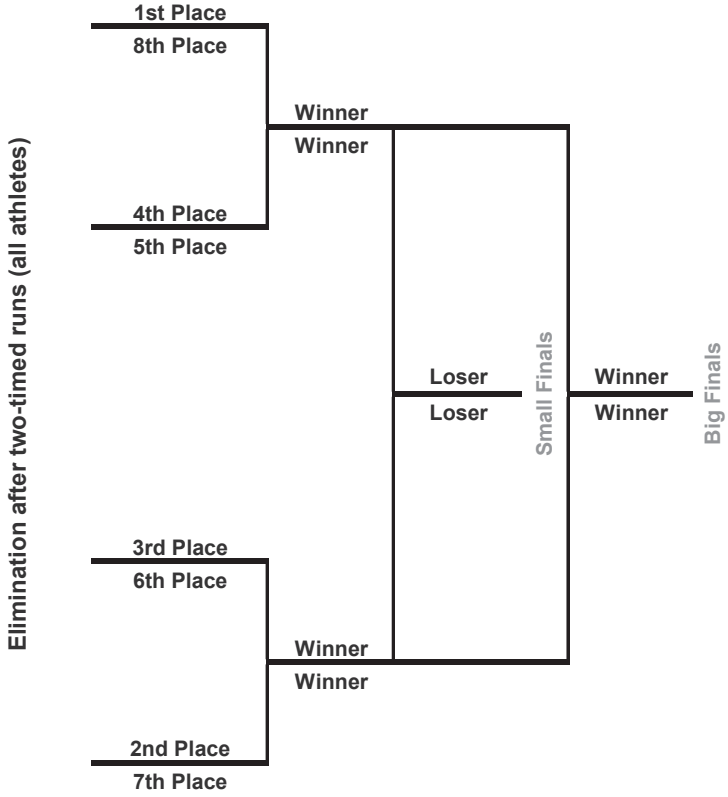 Elimination after two-timed runs (all athletes)
1st Place
8th Place
Winner
Winner
4th Place
5th Place
Loser
Loser
Small Finals
Winner
Winner
Big Finals
3rd Place
6th Place
Winner
Winner
2nd Place
7th Place